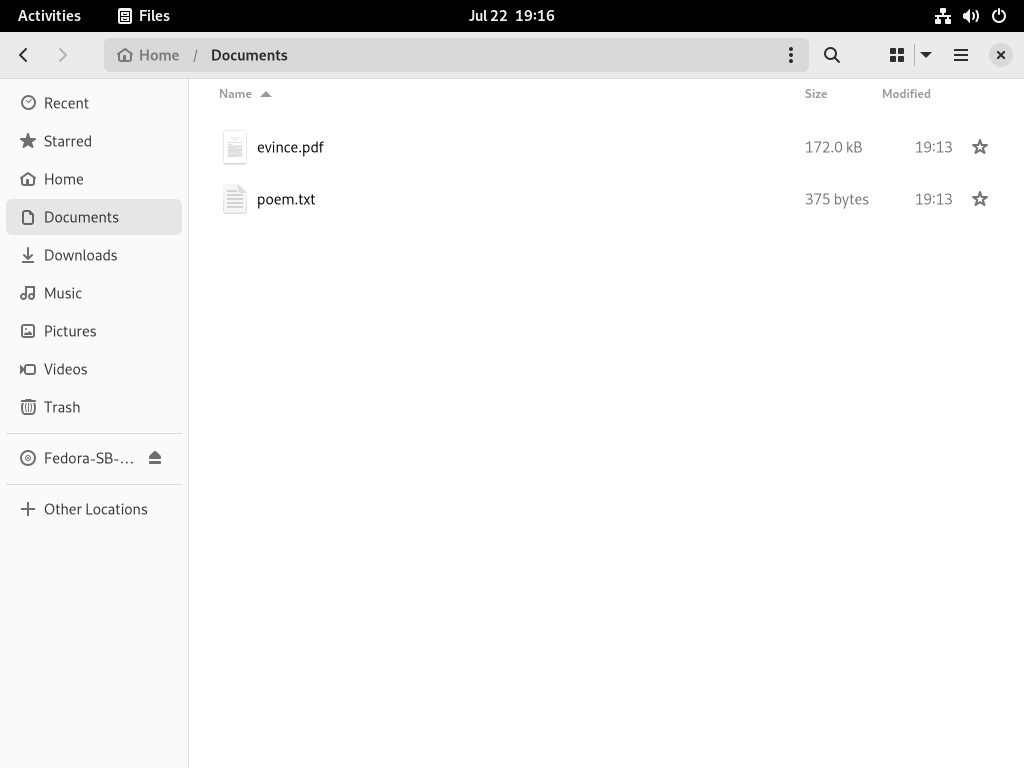 Activities Files Jul 22 19:16
Home / Documents
Name Size Modified
Recent
evince.pdf 172.0 kB 19:13
Starred
Home
poem.txt 375 bytes 19:13
Documents
Downloads
Music
Pictures
Videos
Trash
Fedora-SB-...
Other Locations